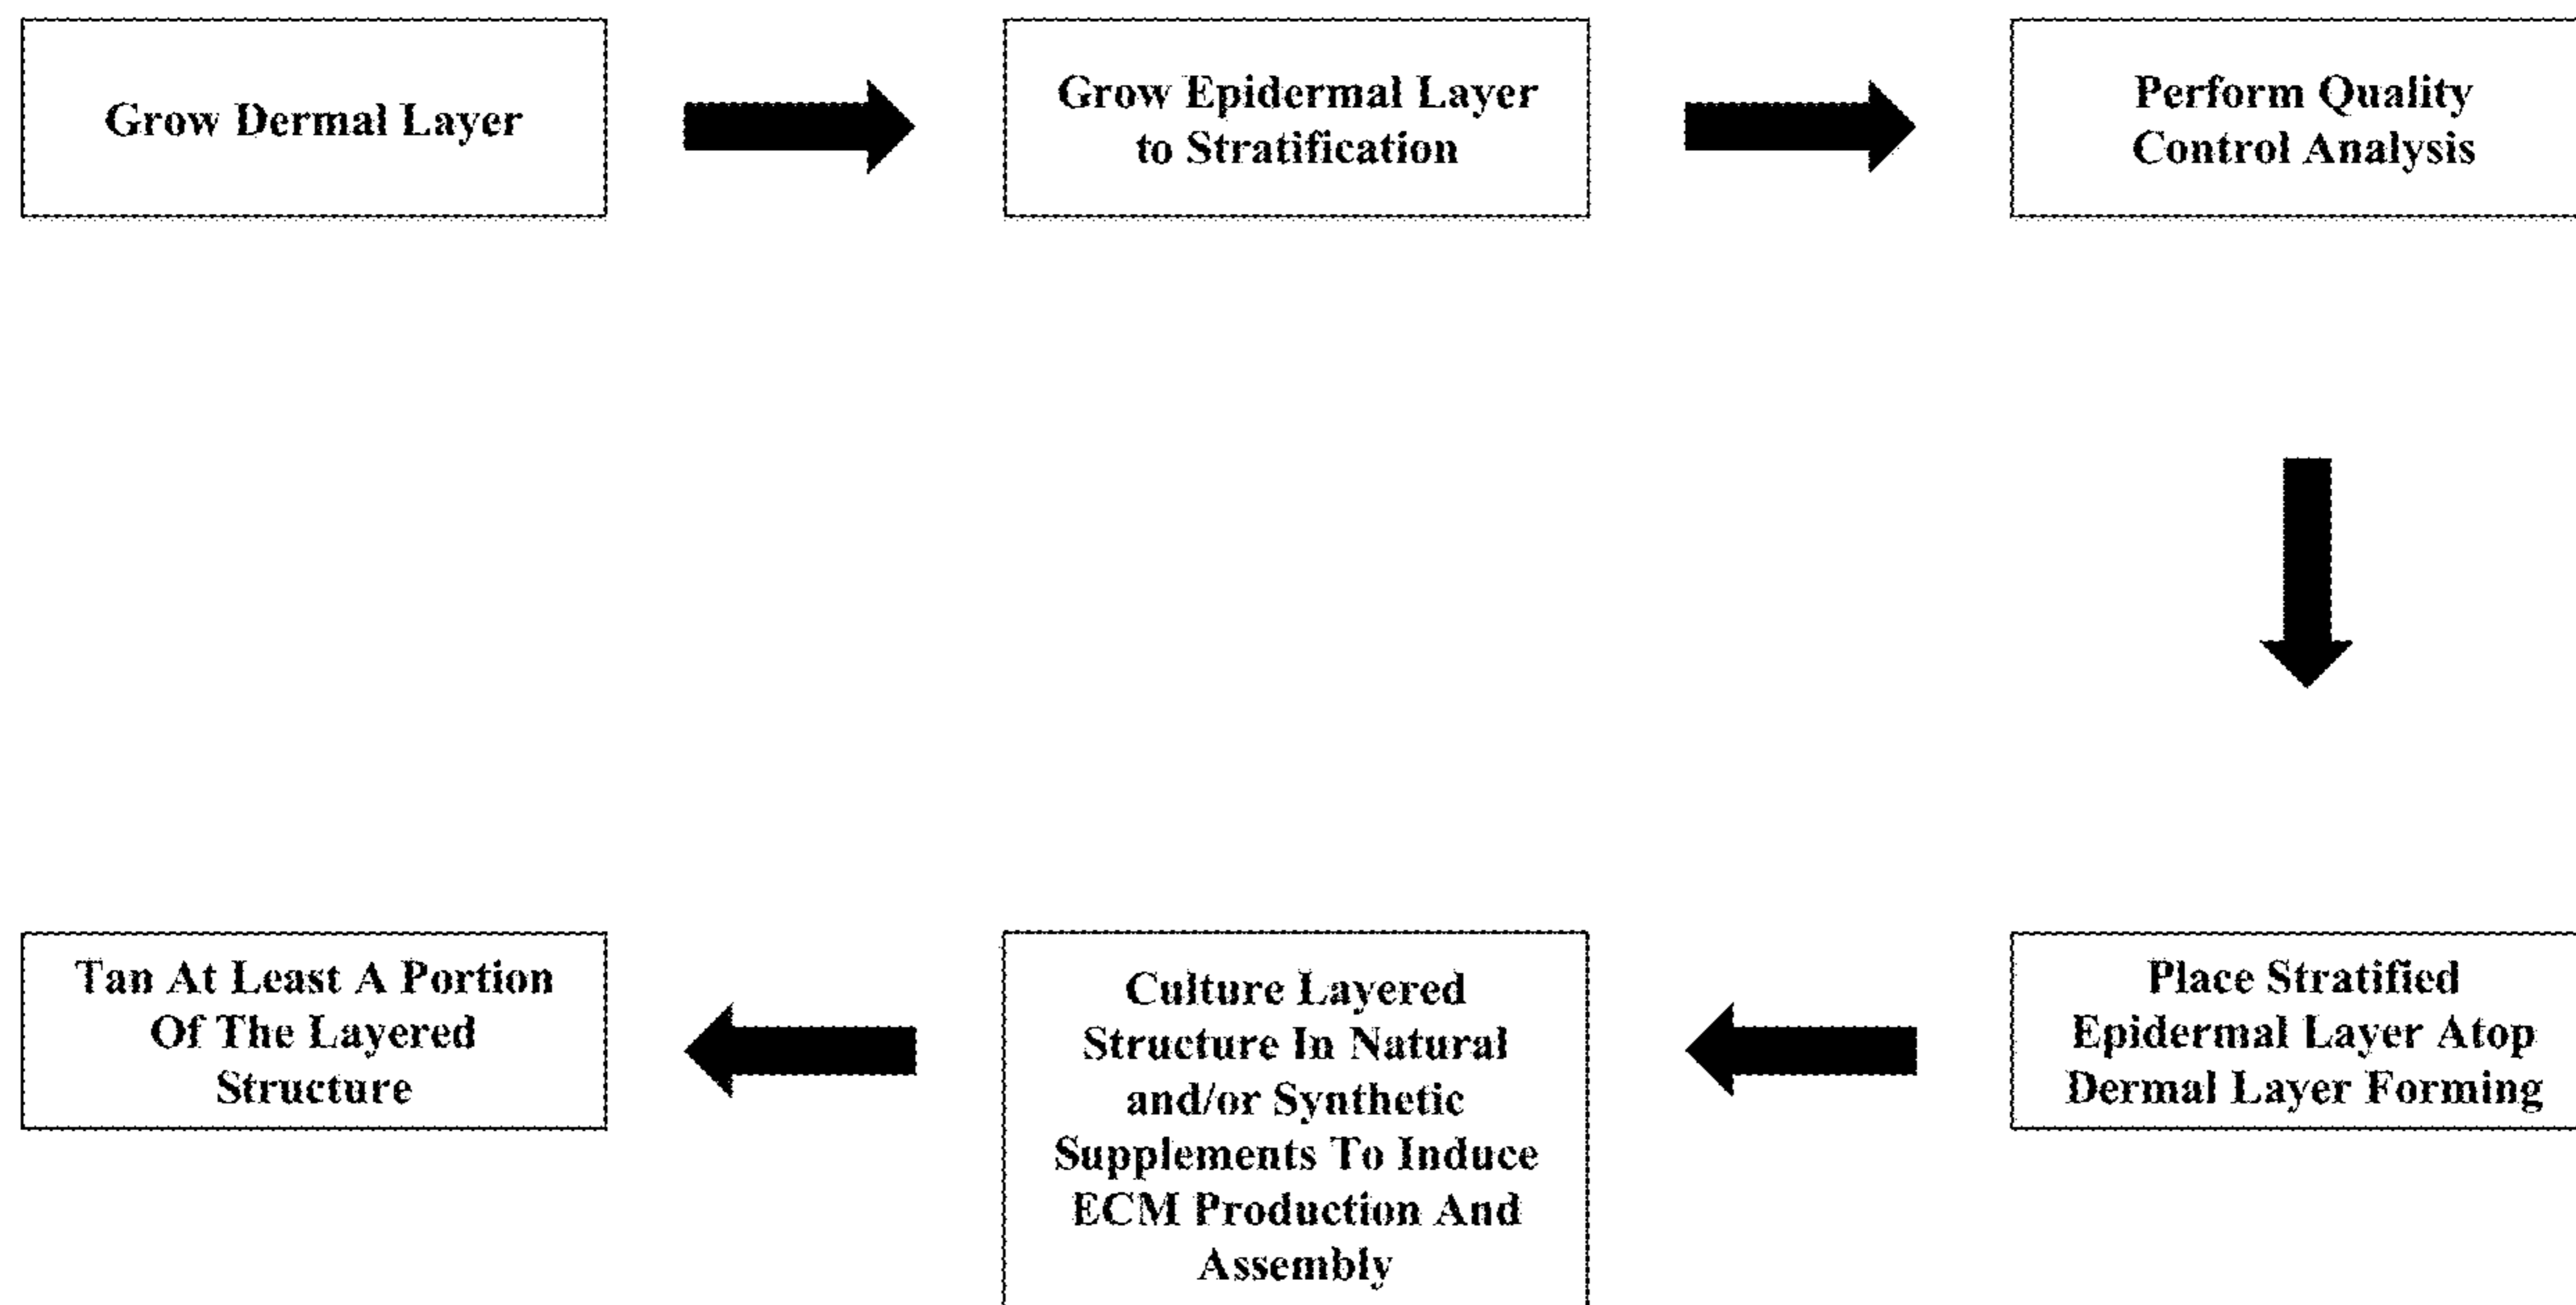 Grow Dermal Layer
Grow Epidermal Layer
to Stratification
Perform Quality
Control Analysis
Place Stratified
Epidermal Layer Atop
Dermal Layer Forming
Culture Layered
Structure In Natural
and/or Synthetic
Supplements To Induce
ECM Production And
Assembly
Tan At Least A Portion
Of The Layered
Structure